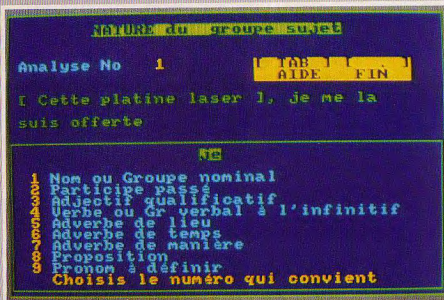 NATURE du groupe sujet
Analyse No 1
[ TAB ] [ . ]
AIDE FIN
[ Cette platine laser ], je me la
suis offerte
je
1 Nom ou Groupe nominal
2 Participe passé
3 Adjectif qualificatif
4 Verbe ou Gr verbal à l'infinitif
5 Adverbe de lieu
6 Adverbe de temps
7 Adverbe de manière
8 Proposition
9 Pronom à définir
Choisis le numéro qui convient